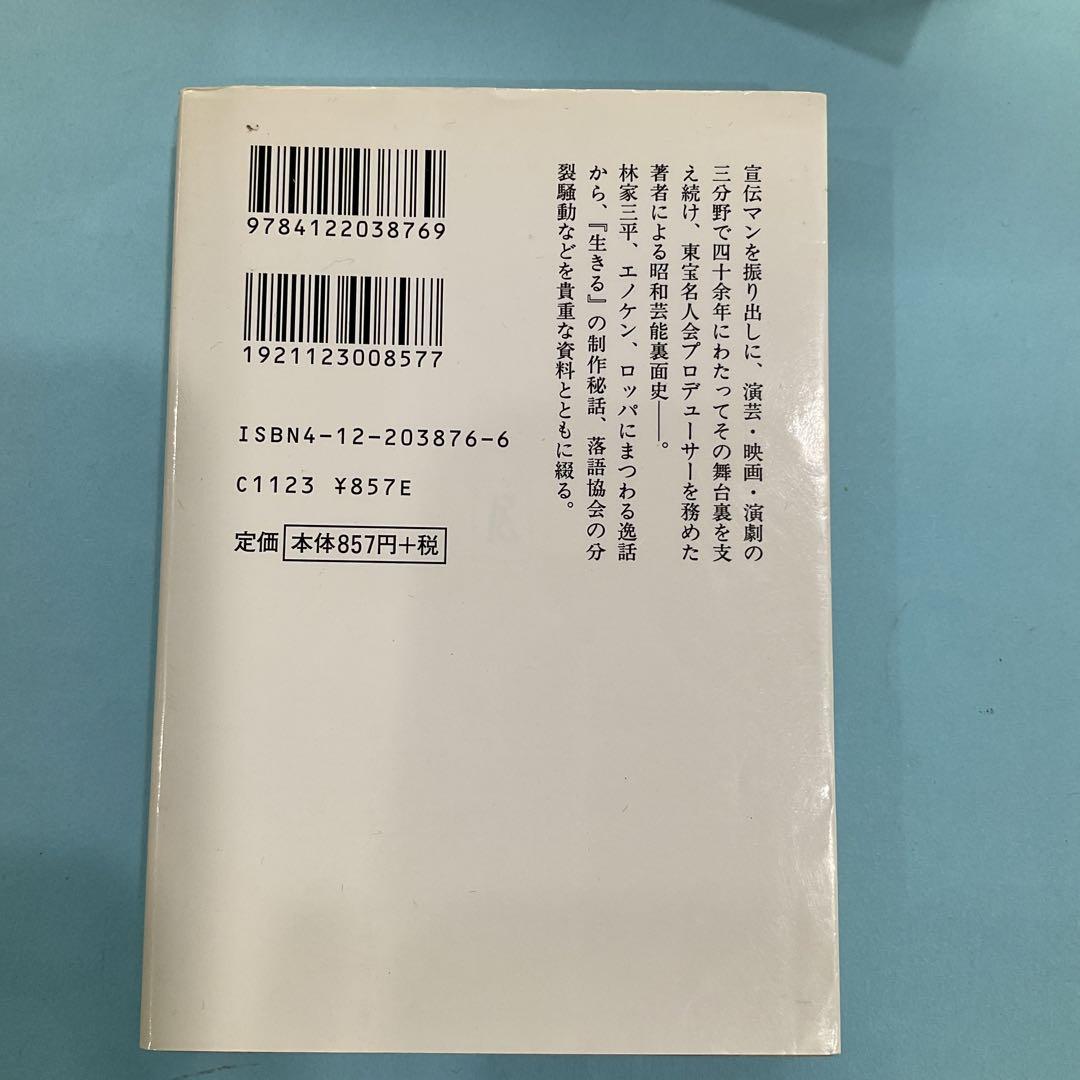 宣伝マンを振り出しに、演芸・映画・演劇の
三分野で四十余年にわたってその舞台裏を支
え続け、東宝名人会プロデューサーを務めた
著者による昭和芸能裏面史――。
林家三平、エノケン、ロッパにまつわる逸話
から、『生きる』の制作秘話、落語協会の分
裂騒動などを貴重な資料とともに綴る。
9784122038769
1921123008577
ISBN4-12-203876-6
C1123 ¥857E
定価 本体857円+税